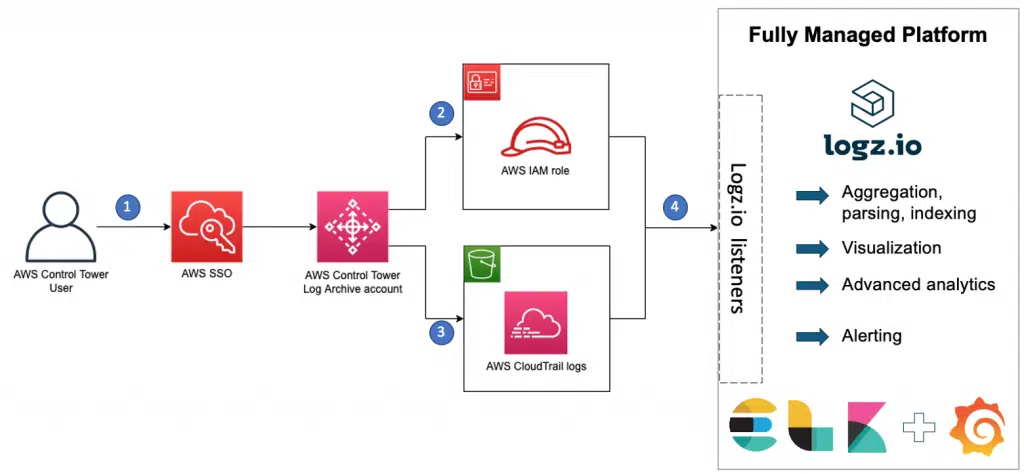 Fully Managed Platform
logz.io
Aggregation,
parsing, indexing
Visualization
Advanced analytics
Alerting
Logz.io listeners
1
AWS Control Tower
User
AWS SSO
AWS Control Tower
Log Archive account
2
AWS IAM role
3
AWS CloudTrail logs
4